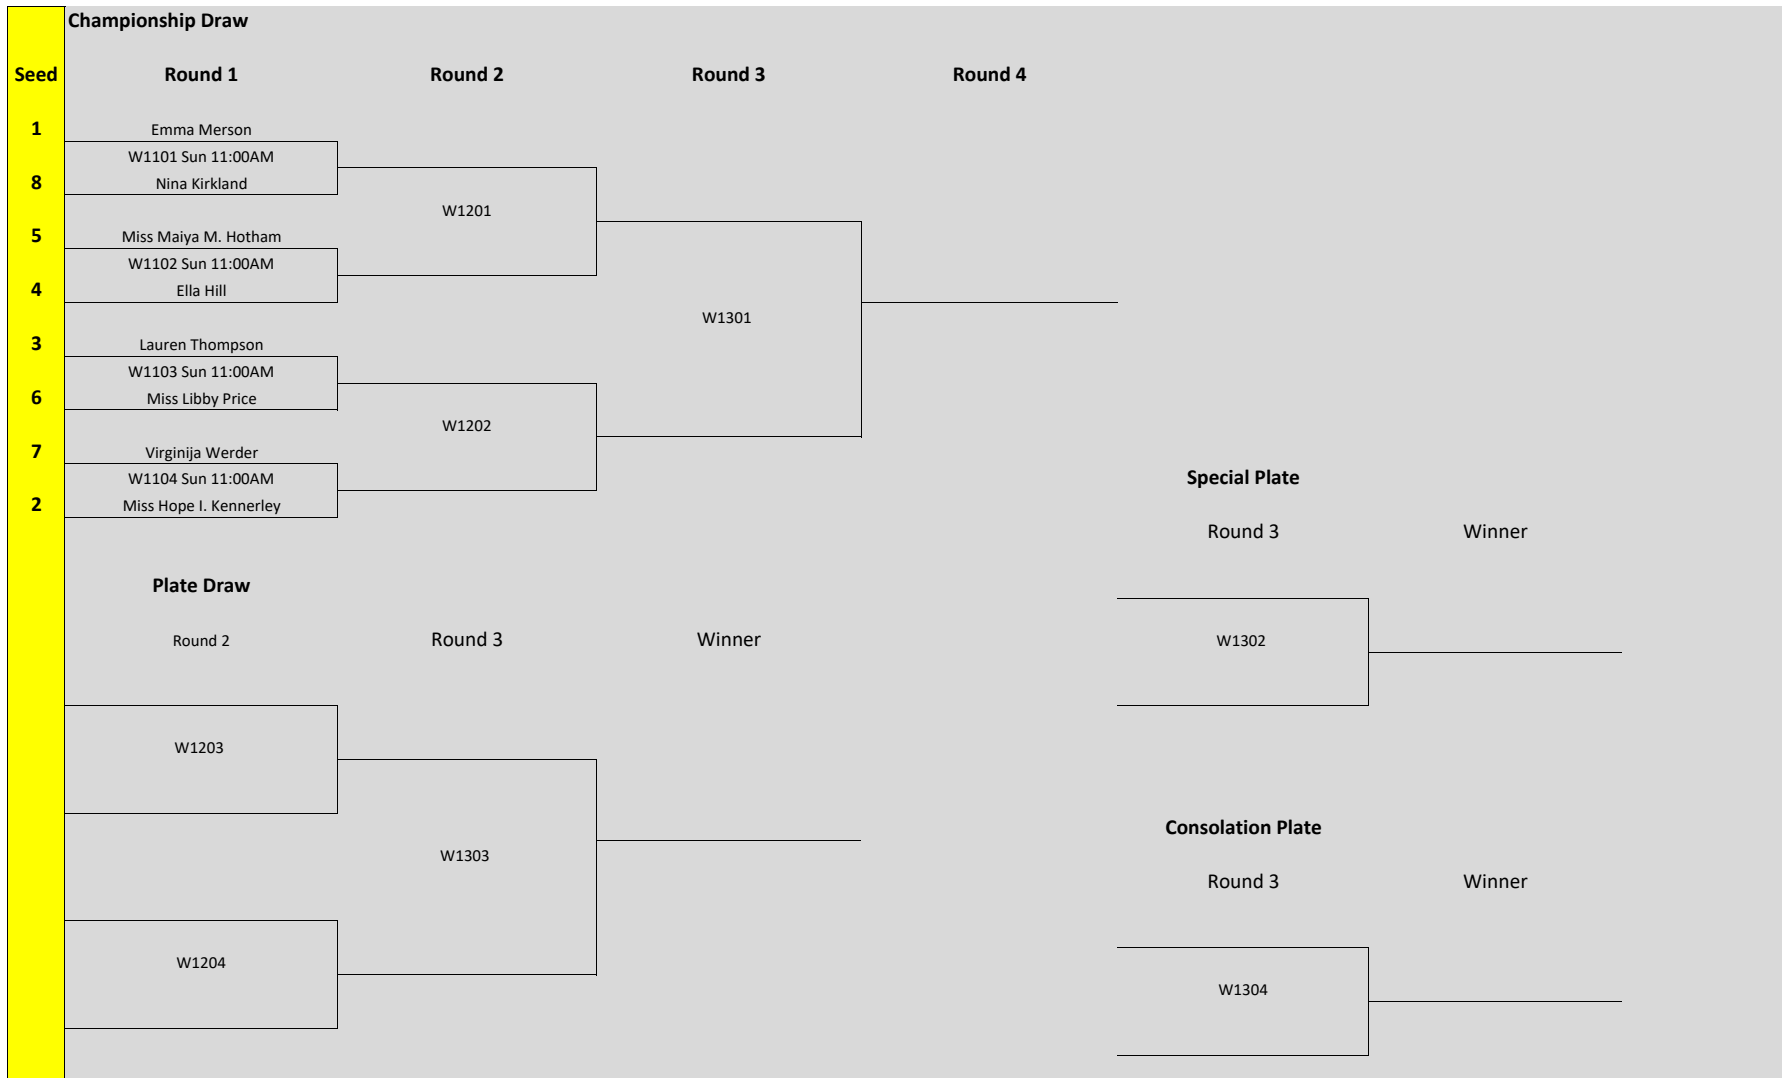 Championship Draw
Seed Round 1 Round 2 Round 3 Round 4
1 Emma Merson
W1101 Sun 11:00AM
8 Nina Kirkland
W1201
5 Miss Maiya M. Hotham
W1102 Sun 11:00AM
4 Ella Hill
W1301
3 Lauren Thompson
W1103 Sun 11:00AM
6 Miss Libby Price
W1202
7 Virginija Werder
W1104 Sun 11:00AM
2 Miss Hope I. Kennerley
Special Plate
Round 3 Winner
W1302
Plate Draw
Round 2 Round 3 Winner
W1203
W1303
W1204
Consolation Plate
Round 3 Winner
W1304